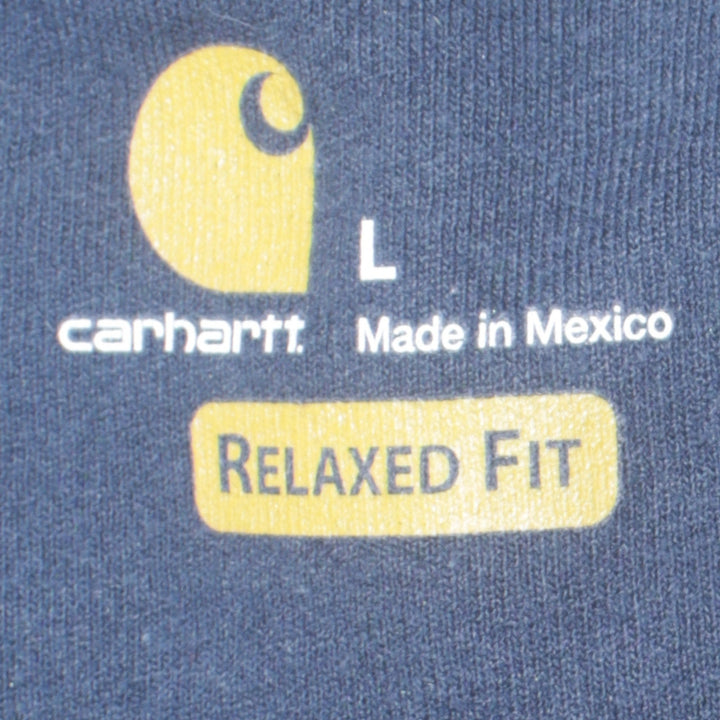 L
carhartt. Made in Mexico
RELAXED FIT